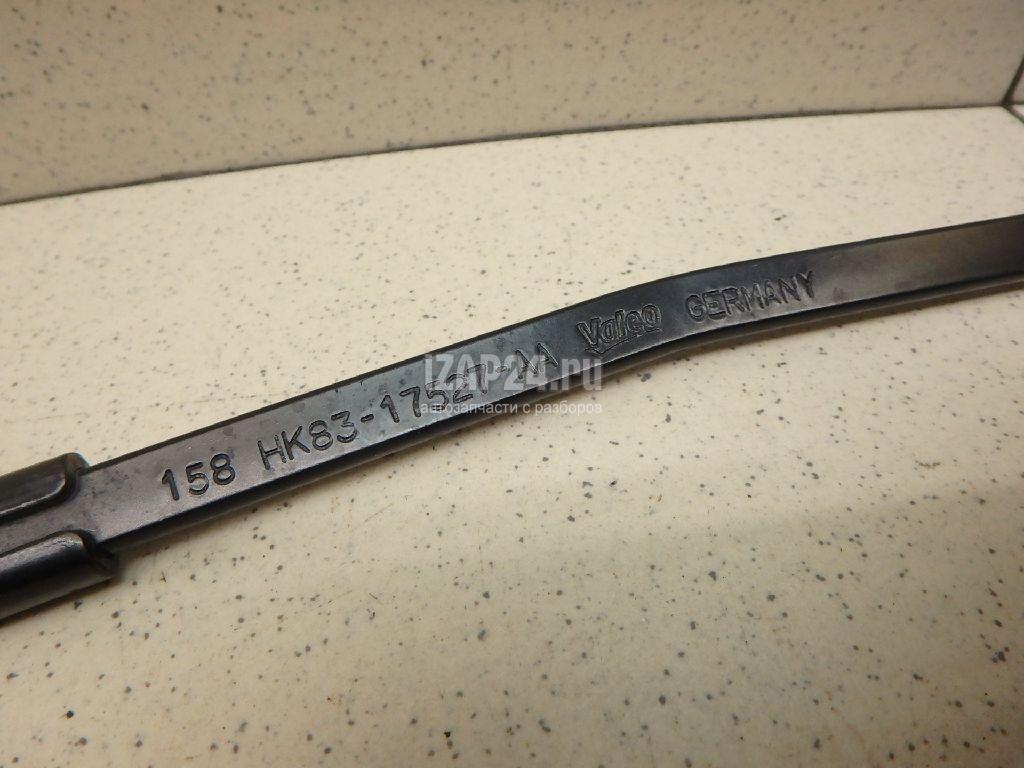 158 HK83-17527-AA Valeo GERMANY
iZAP24.ru
автозапчасти с разборов